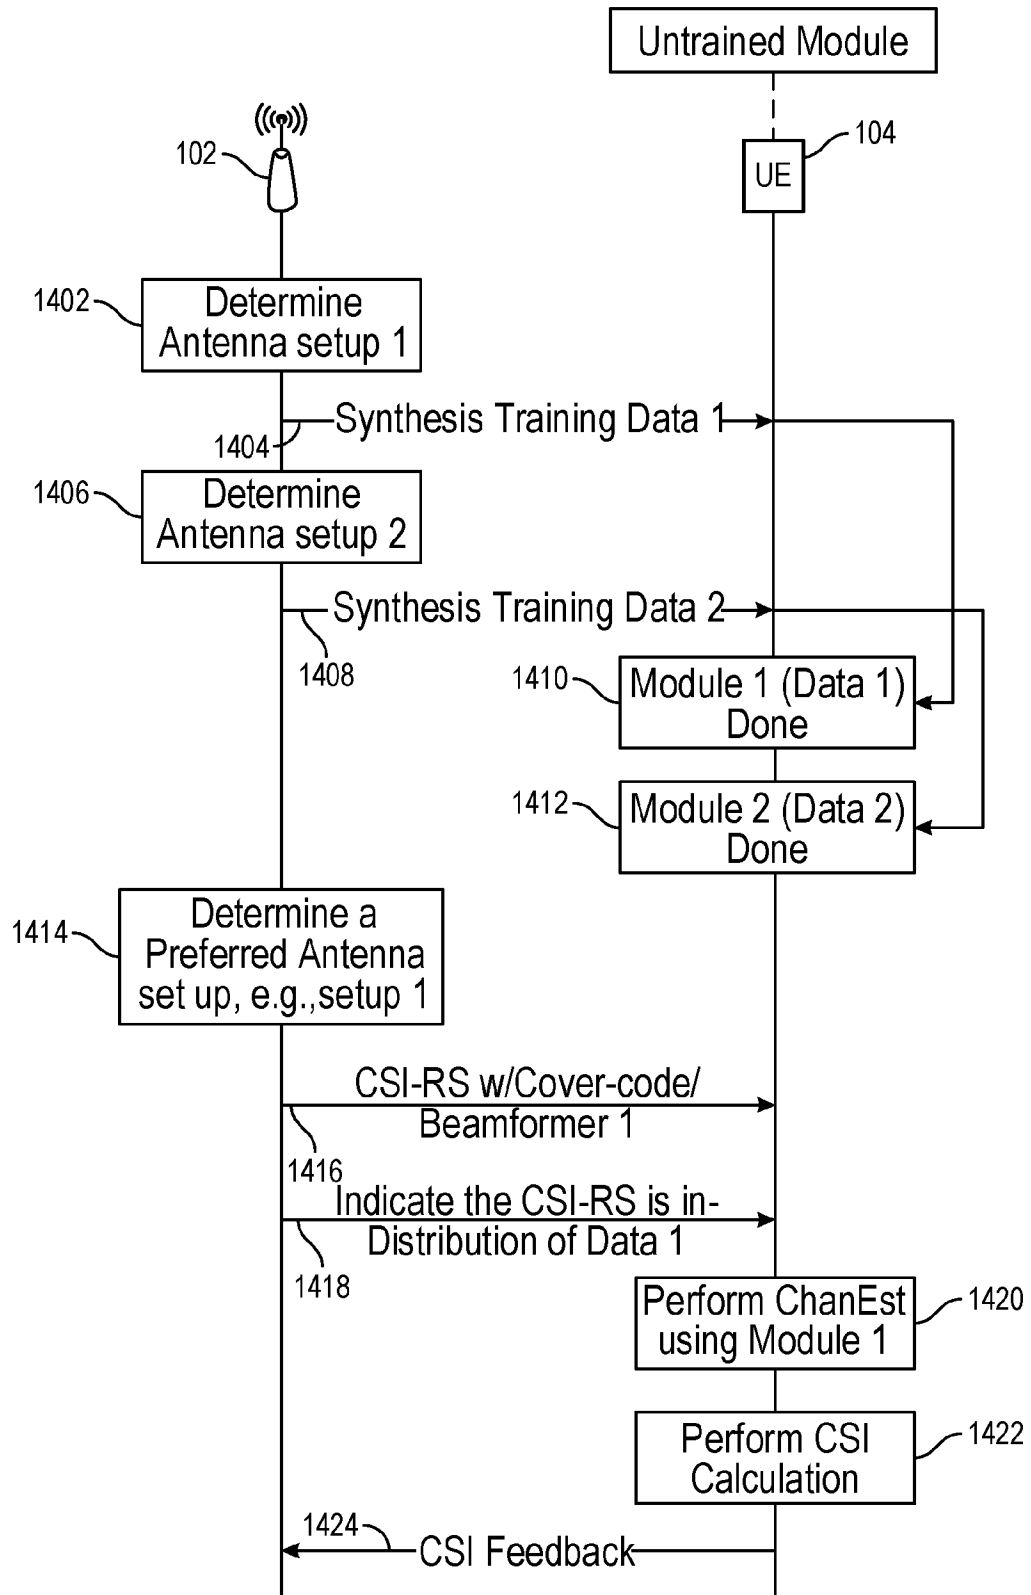 Untrained Module
102
104
UE
1402
Determine
Antenna setup 1
Synthesis Training Data 1
1404
1406
Determine
Antenna setup 2
Synthesis Training Data 2
1408
1410
Module 1 (Data 1)
Done
1412
Module 2 (Data 2)
Done
1414
Determine a
Preferred Antenna
set up, e.g.,setup 1
CSI-RS w/Cover-code/
Beamformer 1
1416
Indicate the CSI-RS is in-
Distribution of Data 1
1418
Perform ChanEst
using Module 1
1420
Perform CSI
Calculation
1422
1424
CSI Feedback